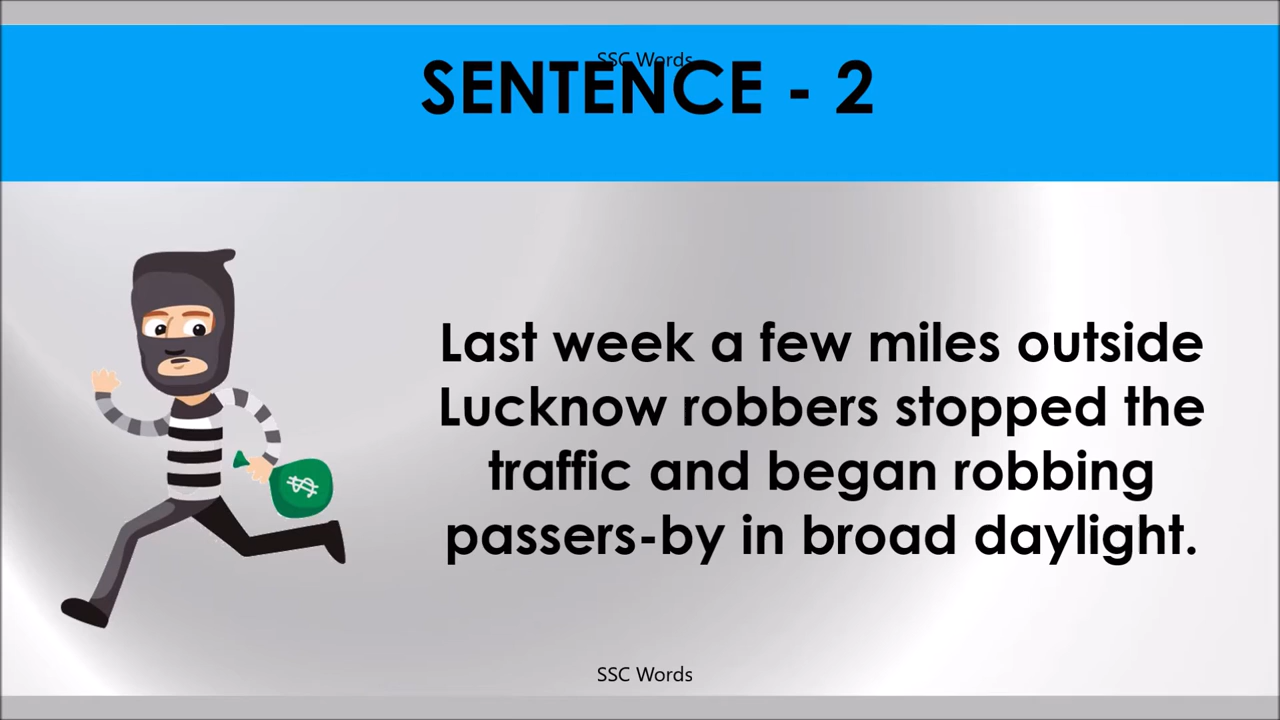 SSC Words
SENTENCE - 2
Last week a few miles outside
Lucknow robbers stopped the
traffic and began robbing
passers-by in broad daylight.
SSC Words